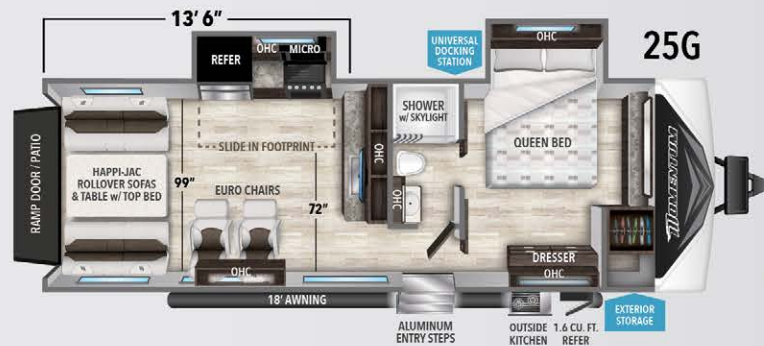 13' 6"
25G
UNIVERSAL
DOCKING
STATION
OHC
REFER
OHC
MICRO
SHOWER
w/ SKYLIGHT
QUEEN BED
SLIDE IN FOOTPRINT
RAMP DOOR / PATIO
HAPPI-JAC
ROLLOVER SOFAS
& TABLE w/ TOP BED
99"
EURO CHAIRS
72"
OHC
OHC
OHC
DRESSER
OHC
MOMENTUM
18' AWNING
ALUMINUM
ENTRY STEPS
OUTSIDE
KITCHEN
1.6 CU. FT.
REFER
EXTERIOR
STORAGE